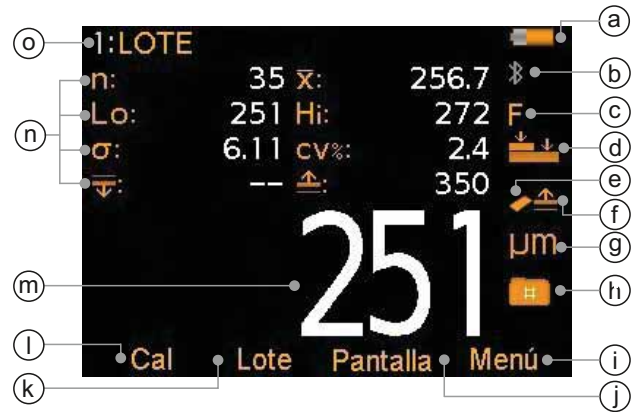 1:LOTE
n: 35 x̄: 256.7
Lo: 251 Hi: 272 F
σ: 6.11 cv%: 2.4
: -- : 350
μm
251
#
Cal Lote Pantalla Menú
a
b
c
d
e
f
g
h
i
j
k
l
m
n
o